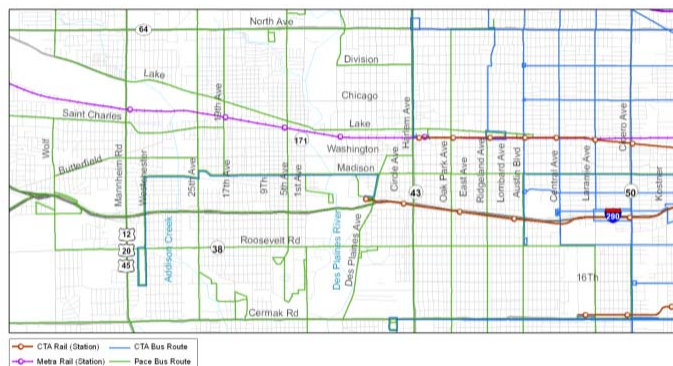 North Ave
64
Division
Lake
Chicago
Saint Charles
19th Ave
Harlem Ave
Cicero Ave
Lake
171
Washington
Wolf
Butterfield
Madison
Mannheim Rd
Westchester
25th Ave
17th Ave
9Th
5th Ave
1st Ave
Circle Ave
Oak Park Ave
East Ave
Ridgeland Ave
Lombard Ave
Austin Blvd
Central Ave
Laramie Ave
Kostner
43
50
290
12
20
45
Addison Creek
38
Roosevelt Rd
Des Plaines River
Des Plaines Ave
16Th
Cermak Rd
CTA Rail (Station)
CTA Bus Route
Metra Rail (Station)
Pace Bus Route